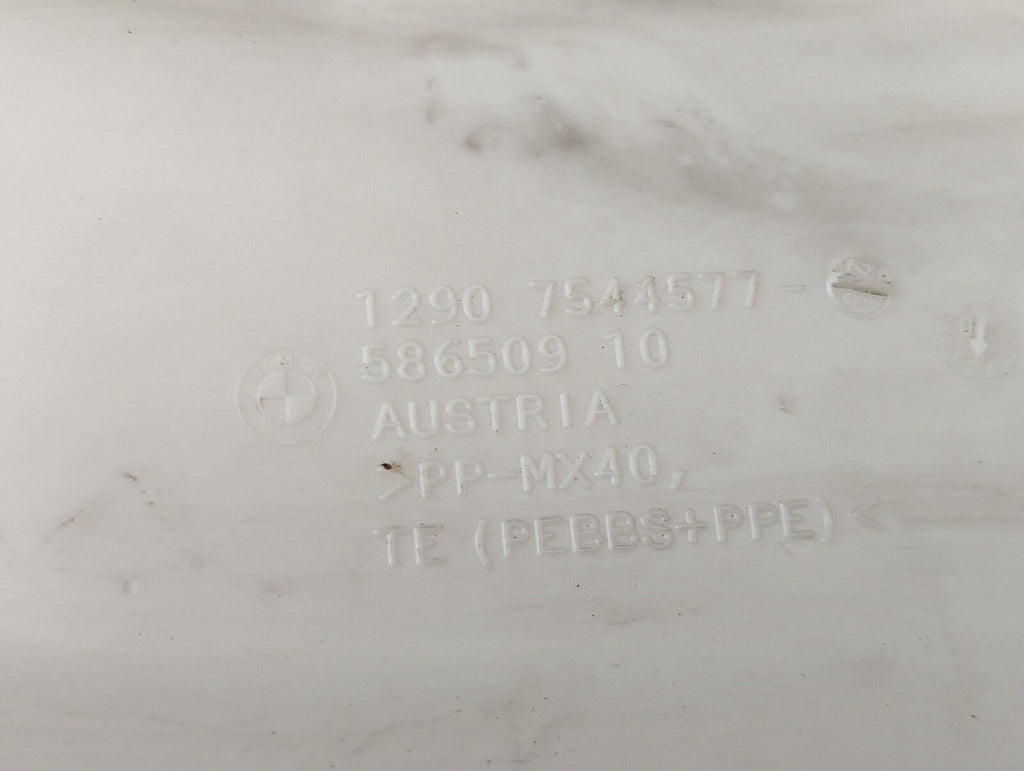 1290 7544577-
586509 10
AUSTRIA
>PP-MX40,
TE (PEBBS+PPE)<